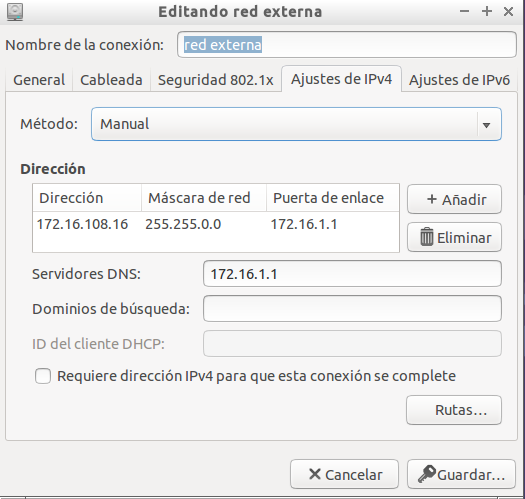 Editando red externa
Nombre de la conexión: red externa
General Cableada Seguridad 802.1x Ajustes de IPv4 Ajustes de IPv6
Método: Manual
Dirección
Dirección Máscara de red Puerta de enlace
172.16.108.16 255.255.0.0 172.16.1.1
Añadir
Eliminar
Servidores DNS: 172.16.1.1
Dominios de búsqueda:
ID del cliente DHCP:
Requiere dirección IPv4 para que esta conexión se complete
Rutas...
Cancelar Guardar...